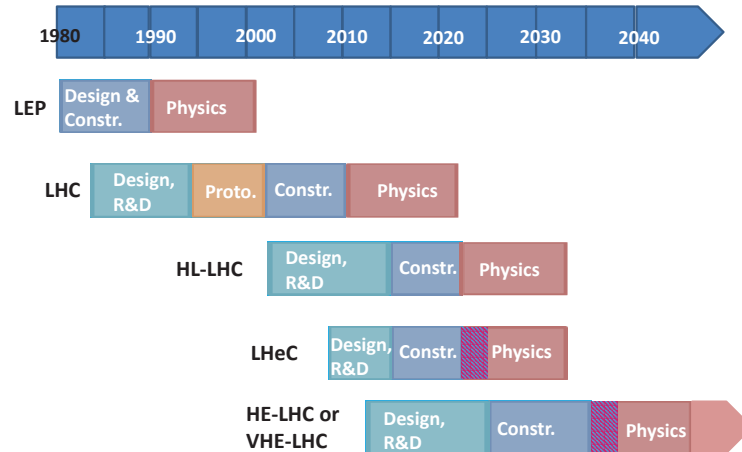 1980 1990 2000 2010 2020 2030 2040
LEP
Design &
Constr.
Physics
LHC
Design,
R&D
Proto.
Constr.
Physics
HL-LHC
Design,
R&D
Constr.
Physics
LHeC
Design,
R&D
Constr.
Physics
HE-LHC or
VHE-LHC
Design,
R&D
Constr.
Physics